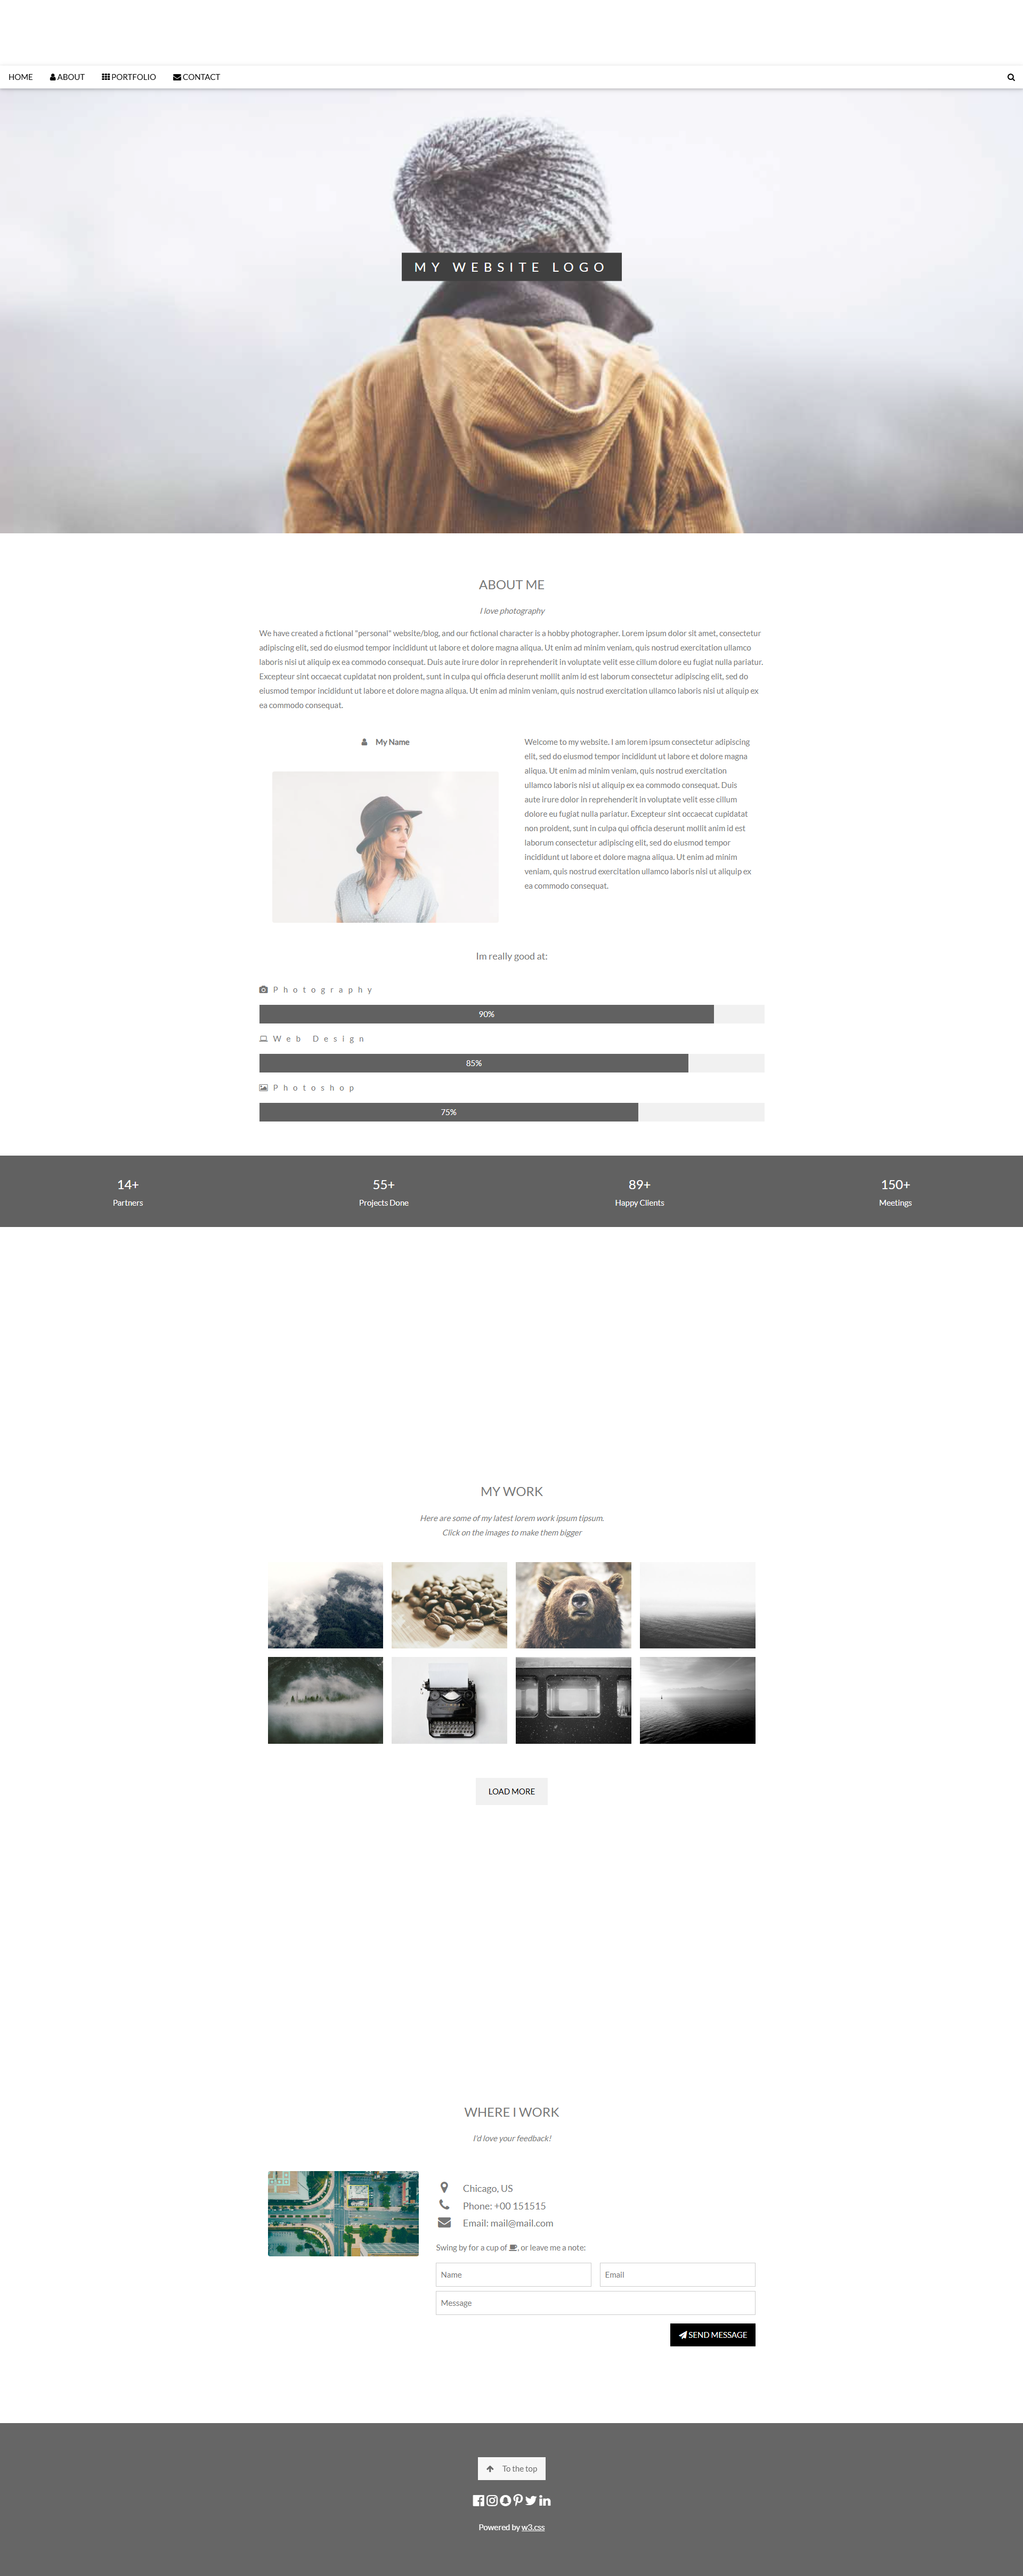 HOME ABOUT PORTFOLIO CONTACT
MY WEBSITE LOGO
ABOUT ME
I love photography
We have created a fictional "personal" website/blog, and our fictional character is a hobby photographer. Lorem ipsum dolor sit amet, consectetur
adipiscing elit, sed do eiusmod tempor incididunt ut labore et dolore magna aliqua. Ut enim ad minim veniam, quis nostrud exercitation ullamco
laboris nisi ut aliquip ex ea commodo consequat. Duis aute irure dolor in reprehenderit in voluptate velit esse cillum dolore eu fugiat nulla pariatur.
Excepteur sint occaecat cupidatat non proident, sunt in culpa qui officia deserunt mollit anim id est laborum consectetur adipiscing elit, sed do
eiusmod tempor incididunt ut labore et dolore magna aliqua. Ut enim ad minim veniam, quis nostrud exercitation ullamco laboris nisi ut aliquip ex
ea commodo consequat.
My Name
Welcome to my website. I am lorem ipsum consectetur adipiscing
elit, sed do eiusmod tempor incididunt ut labore et dolore magna
aliqua. Ut enim ad minim veniam, quis nostrud exercitation
ullamco laboris nisi ut aliquip ex ea commodo consequat. Duis
aute irure dolor in reprehenderit in voluptate velit esse cillum
dolore eu fugiat nulla pariatur. Excepteur sint occaecat cupidatat
non proident, sunt in culpa qui officia deserunt mollit anim id est
laborum consectetur adipiscing elit, sed do eiusmod tempor
incididunt ut labore et dolore magna aliqua. Ut enim ad minim
veniam, quis nostrud exercitation ullamco laboris nisi ut aliquip ex
ea commodo consequat.
Im really good at:
Photography
90%
Web Design
85%
Photoshop
75%
14+ 55+ 89+ 150+
Partners Projects Done Happy Clients Meetings
MY WORK
Here are some of my latest lorem work ipsum tipsum.
Click on the images to make them bigger
LOAD MORE
WHERE I WORK
I'd love your feedback!
Chicago, US
Phone: +00 151515
Email: mail@mail.com
Swing by for a cup of , or leave me a note:
Name Email
Message
SEND MESSAGE
To the top
Powered by w3.css